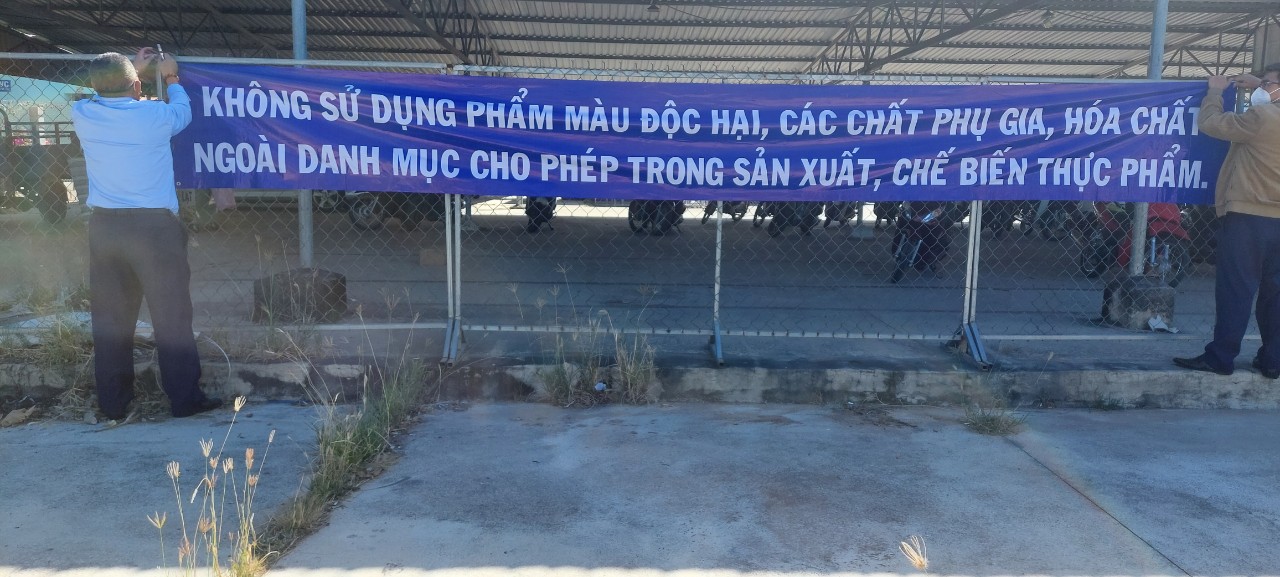 KHÔNG SỬ DỤNG PHẨM MÀU ĐỘC HẠI, CÁC CHẤT PHỤ GIA, HÓA CHẤT
NGOÀI DANH MỤC CHO PHÉP TRONG SẢN XUẤT, CHẾ BIẾN THỰC PHẨM.